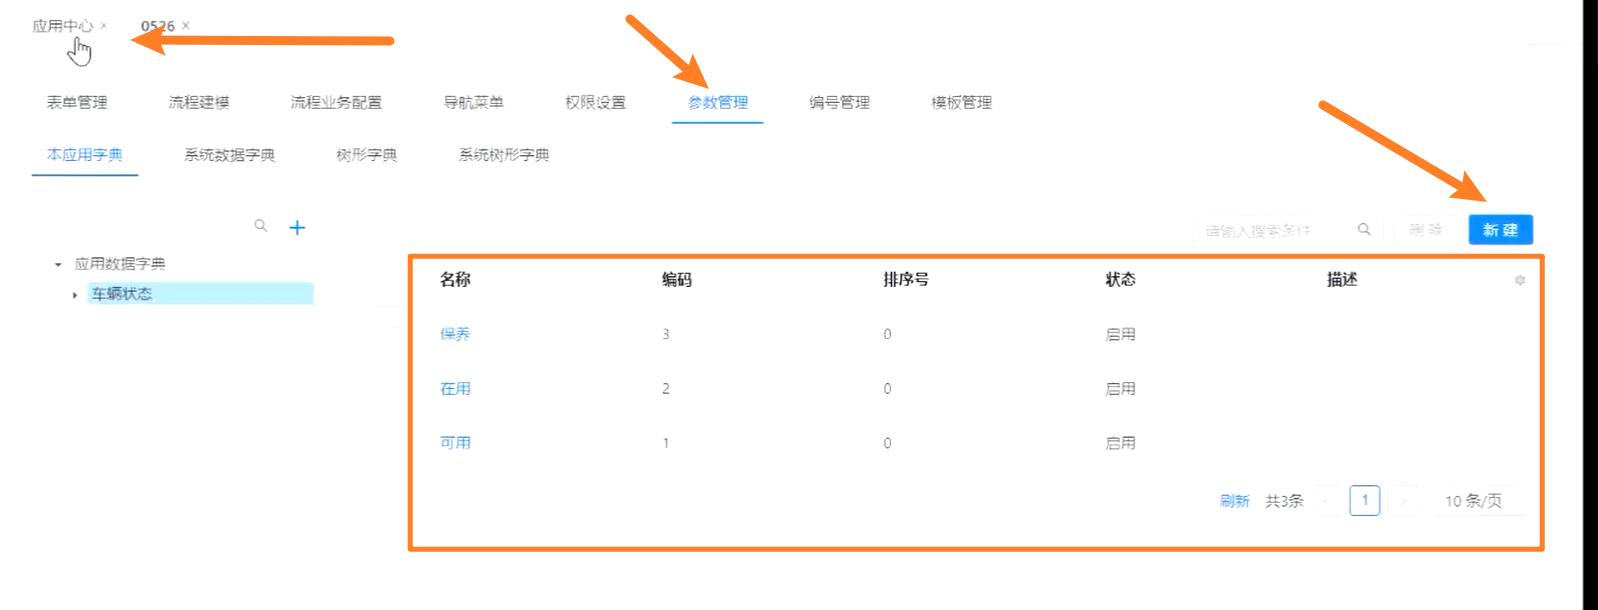 应用中心 × 0526 ×
表单管理 流程建模 流程业务配置 导航菜单 权限设置 参数管理 编号管理 模板管理
本应用字典 系统数据字典 树形字典 系统树形字典
请输入搜索条件 删 除 新 建
应用数据字典
车辆状态
名称 编码 排序号 状态 描述
保养 3 0 启用
在用 2 0 启用
可用 1 0 启用
刷新 共3条 < 1 > 10 条/页